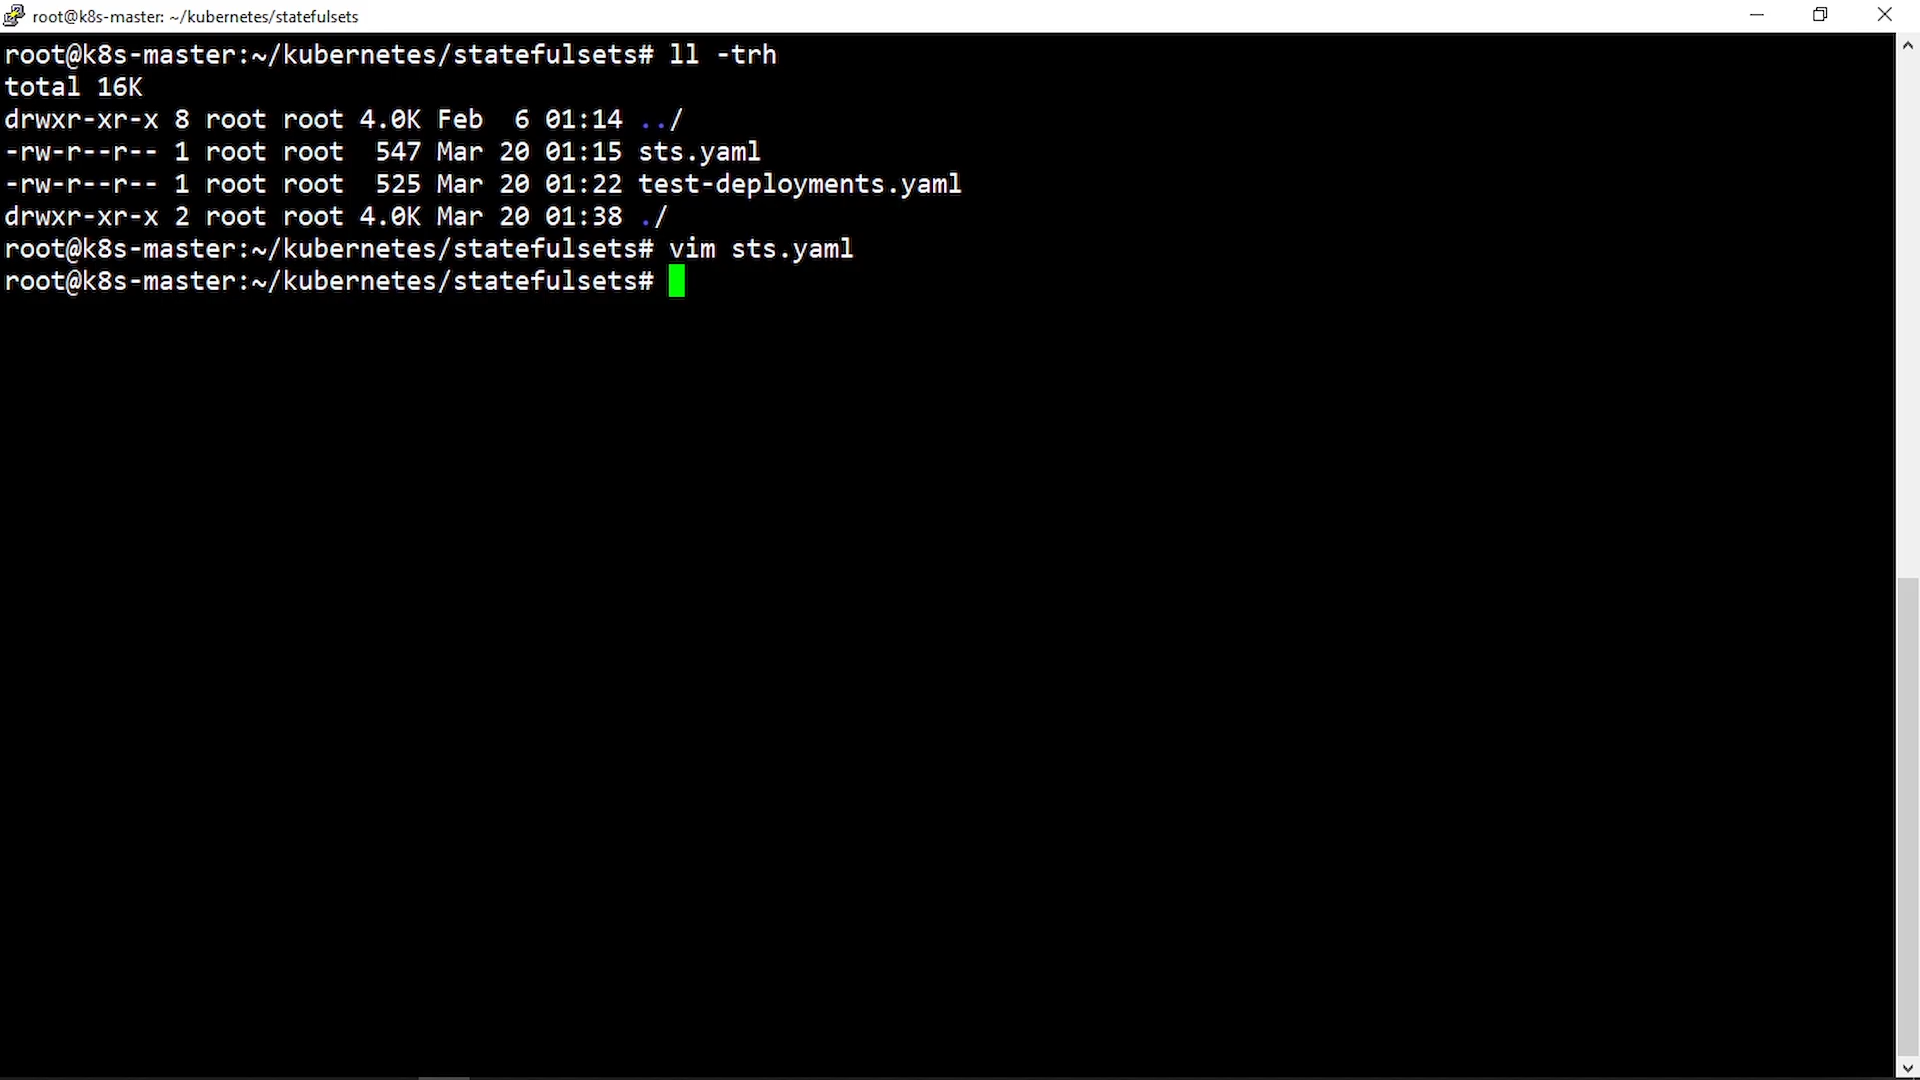 root@k8s-master: ~/kubernetes/statefulsets
root@k8s-master:~/kubernetes/statefulsets# ll -trh
total 16K
drwxr-xr-x 8 root root 4.0K Feb  6 01:14 ../
-rw-r--r-- 1 root root  547 Mar 20 01:15 sts.yaml
-rw-r--r-- 1 root root  525 Mar 20 01:22 test-deployments.yaml
drwxr-xr-x 2 root root 4.0K Mar 20 01:38 ./
root@k8s-master:~/kubernetes/statefulsets# vim sts.yaml
root@k8s-master:~/kubernetes/statefulsets#